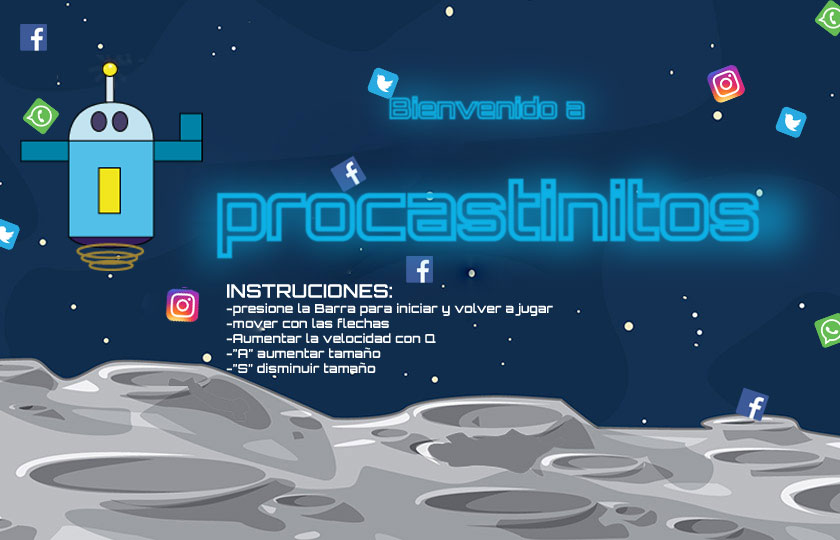 Bienvenido a
procastinitos
INSTRUCIONES:
-presione la Barra para iniciar y volver a jugar
-mover con las flechas
-Aumentar la velocidad con Q
-"A" aumentar tamaño
-"S" disminuir tamaño